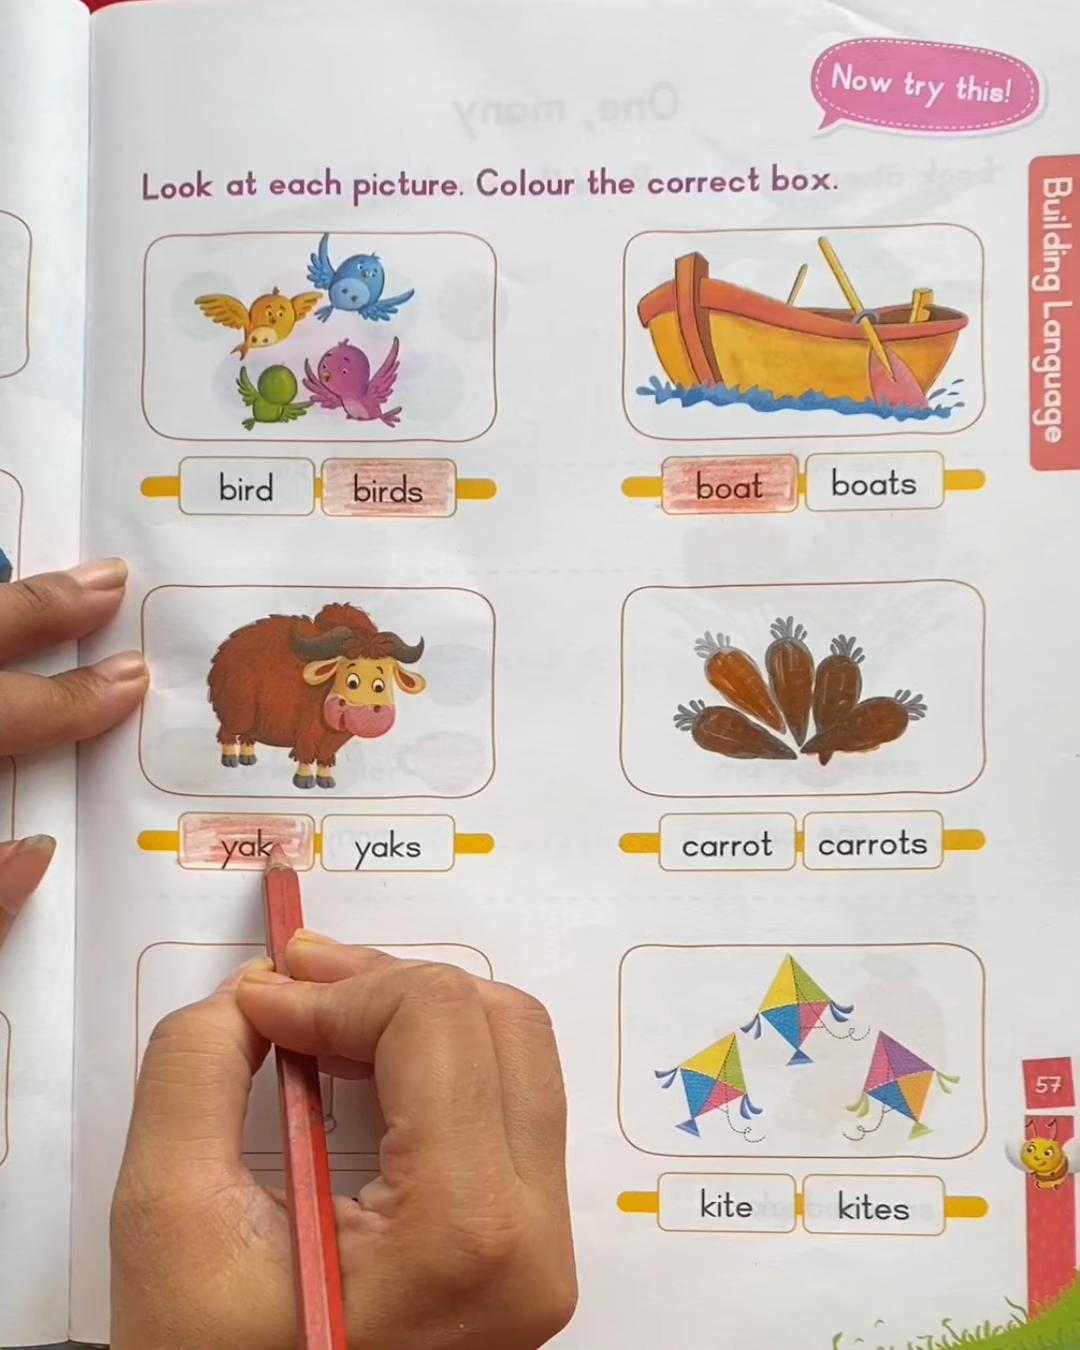 Now try this!
Look at each picture. Colour the correct box.
bird birds
boat boats
yak yaks
carrot carrots
kite kites
Building Language
57